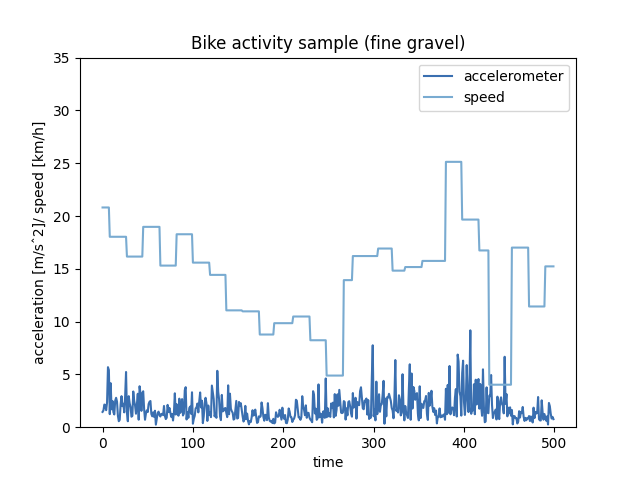 Bike activity sample (fine gravel)
accelerometer
speed
35
30
25
20
15
10
5
0
acceleration [m/s^2]/ speed [km/h]
0
100
200
300
400
500
time